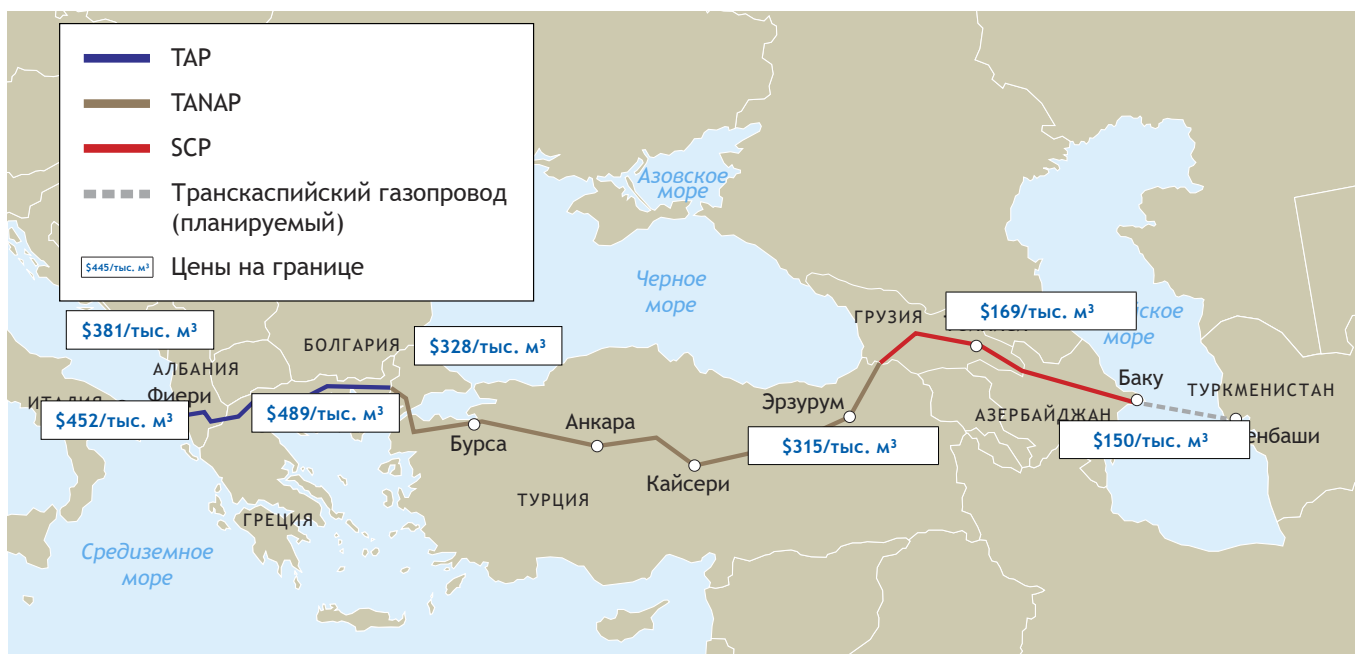 TAP
TANAP
SCP
Транскаспийский газопровод
(планируемый)
$445/тыс. м³ Цены на границе
Азовское
море
Черное
море
море
ГРУЗИЯ
$169/тыс. м³
$381/тыс. м³
БОЛГАРИЯ
$328/тыс. м³
АЛБАНИЯ
Фиери
$452/тыс. м³
$489/тыс. м³
Баку
ТУРКМЕНИСТАН
Эрзурум
АЗЕРБАЙДЖАН
Анкара
Бурса
$315/тыс. м³
$150/тыс. м³
Кайсери
ТУРЦИЯ
ГРЕЦИЯ
Средиземное
море